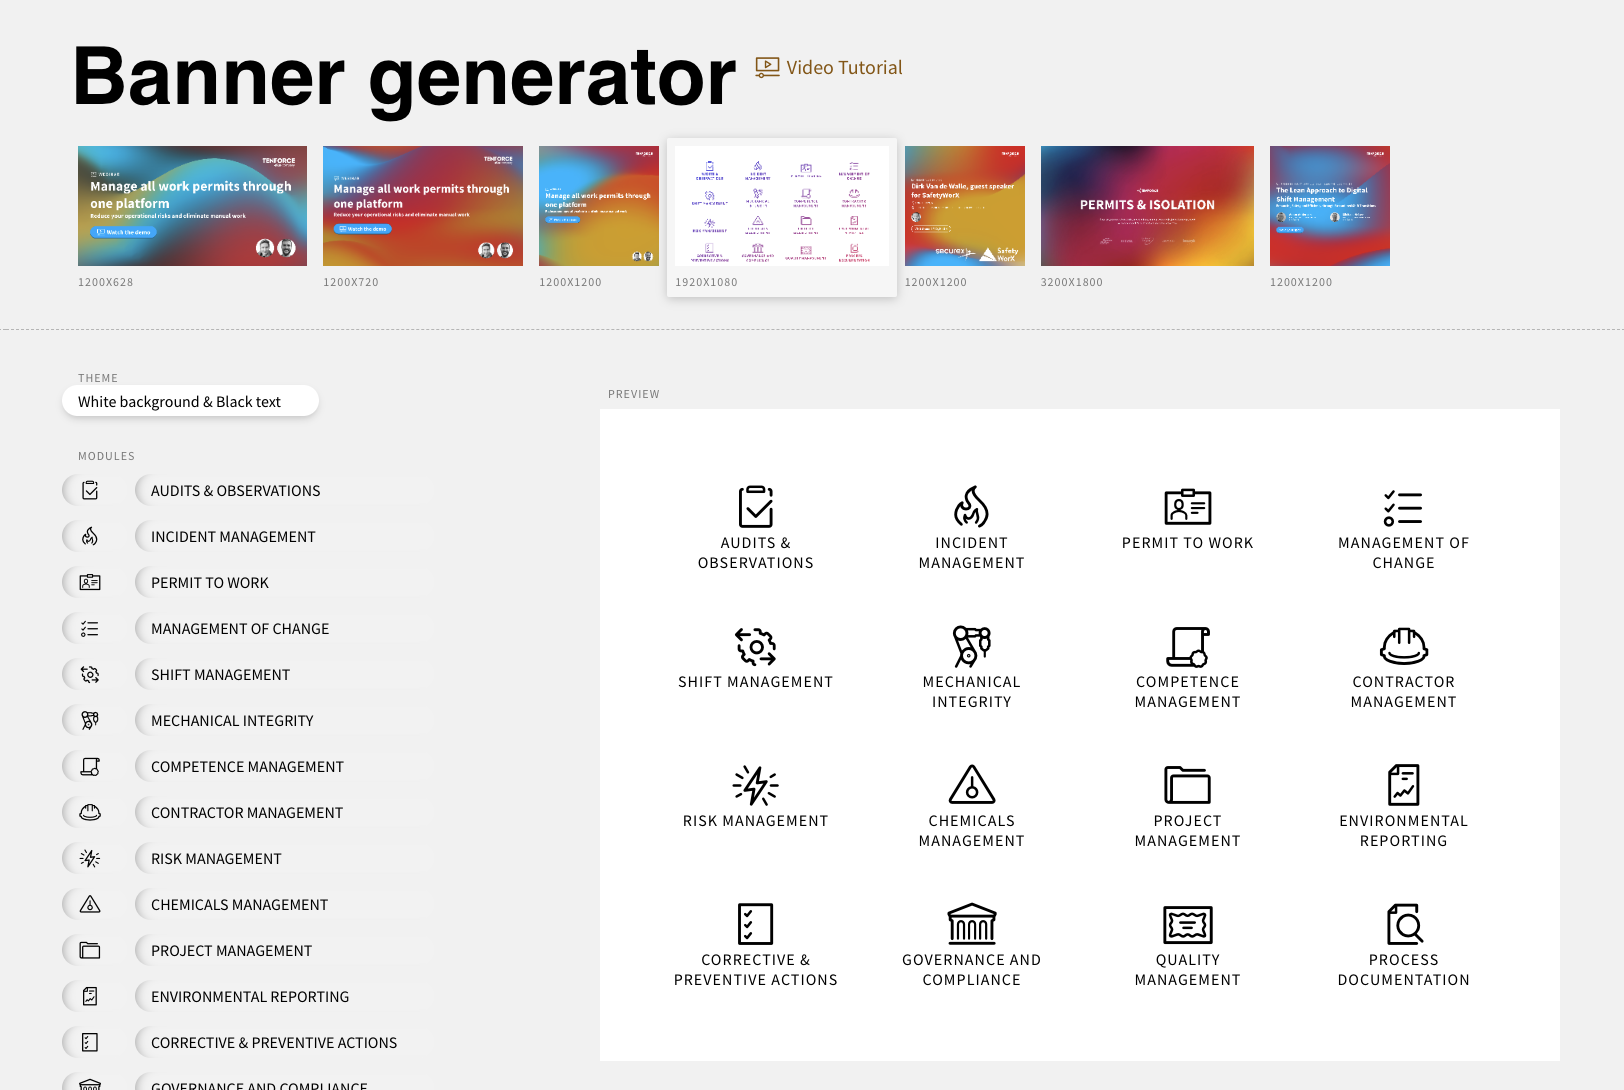 Banner generator
Video Tutorial
TENFORCE
WEBINAR
Manage all work permits through
one platform
Reduce your operational risks and eliminate manual work
Watch the demo
1200X628
TENFORCE
WEBINAR
Manage all work permits through
one platform
Reduce your operational risks and eliminate manual work
Watch the demo
1200X720
Manage all work permits through
one platform
1200X1200
1920X1080
Dirk Van de Walle, guest speaker
for SafetyWorX
securex
Safety
WorX
1200X1200
PERMITS & ISOLATION
3200X1800
The Lean Approach to Digital
Shift Management
1200X1200
THEME
White background & Black text
MODULES
AUDITS & OBSERVATIONS
INCIDENT MANAGEMENT
PERMIT TO WORK
MANAGEMENT OF CHANGE
SHIFT MANAGEMENT
MECHANICAL INTEGRITY
COMPETENCE MANAGEMENT
CONTRACTOR MANAGEMENT
RISK MANAGEMENT
CHEMICALS MANAGEMENT
PROJECT MANAGEMENT
ENVIRONMENTAL REPORTING
CORRECTIVE & PREVENTIVE ACTIONS
GOVERNANCE AND COMPLIANCE
PREVIEW
AUDITS &
OBSERVATIONS
INCIDENT
MANAGEMENT
PERMIT TO WORK
MANAGEMENT OF
CHANGE
SHIFT MANAGEMENT
MECHANICAL
INTEGRITY
COMPETENCE
MANAGEMENT
CONTRACTOR
MANAGEMENT
RISK MANAGEMENT
CHEMICALS
MANAGEMENT
PROJECT
MANAGEMENT
ENVIRONMENTAL
REPORTING
CORRECTIVE &
PREVENTIVE ACTIONS
GOVERNANCE AND
COMPLIANCE
QUALITY
MANAGEMENT
PROCESS
DOCUMENTATION